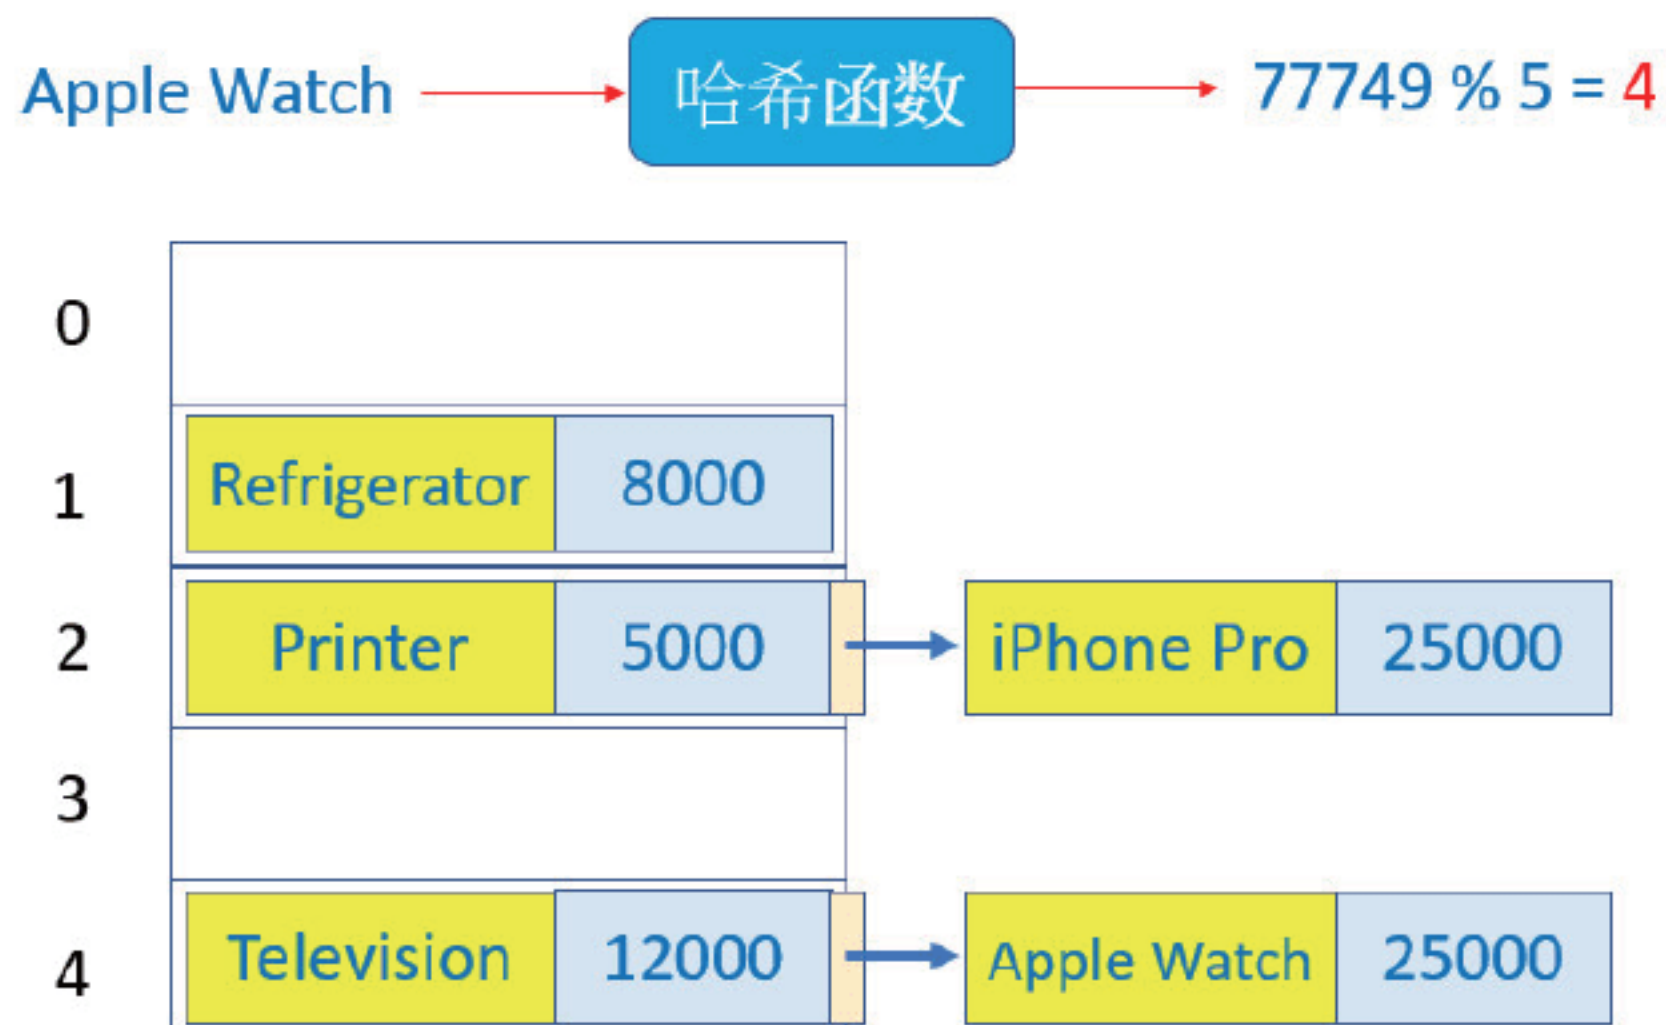 Apple Watch 哈希函数 77749 % 5 = 4
0
1 Refrigerator 8000
2 Printer 5000 iPhone Pro 25000
3
4 Television 12000 Apple Watch 25000